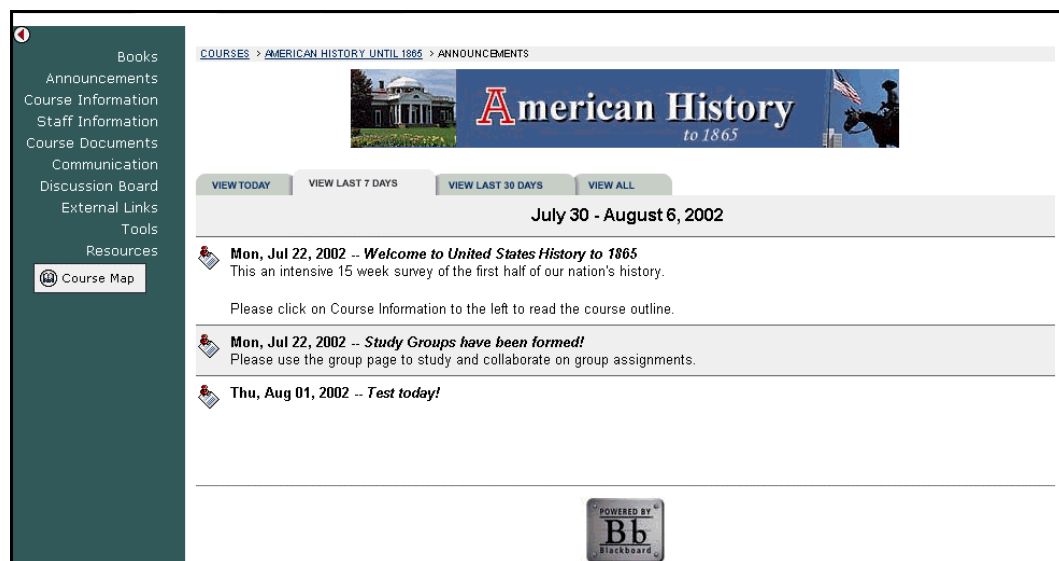 Books
Announcements
Course Information
Staff Information
Course Documents
Communication
Discussion Board
External Links
Tools
Resources
Course Map
COURSES > AMERICAN HISTORY UNTIL 1865 > ANNOUNCEMENTS
American History
to 1865
VIEW TODAY VIEW LAST 7 DAYS VIEW LAST 30 DAYS VIEW ALL
July 30 - August 6, 2002
Mon, Jul 22, 2002 -- Welcome to United States History to 1865
This an intensive 15 week survey of the first half of our nation's history.
Please click on Course Information to the left to read the course outline.
Mon, Jul 22, 2002 -- Study Groups have been formed!
Please use the group page to study and collaborate on group assignments.
Thu, Aug 01, 2002 -- Test today!
POWERED BY
Bb
Blackboard